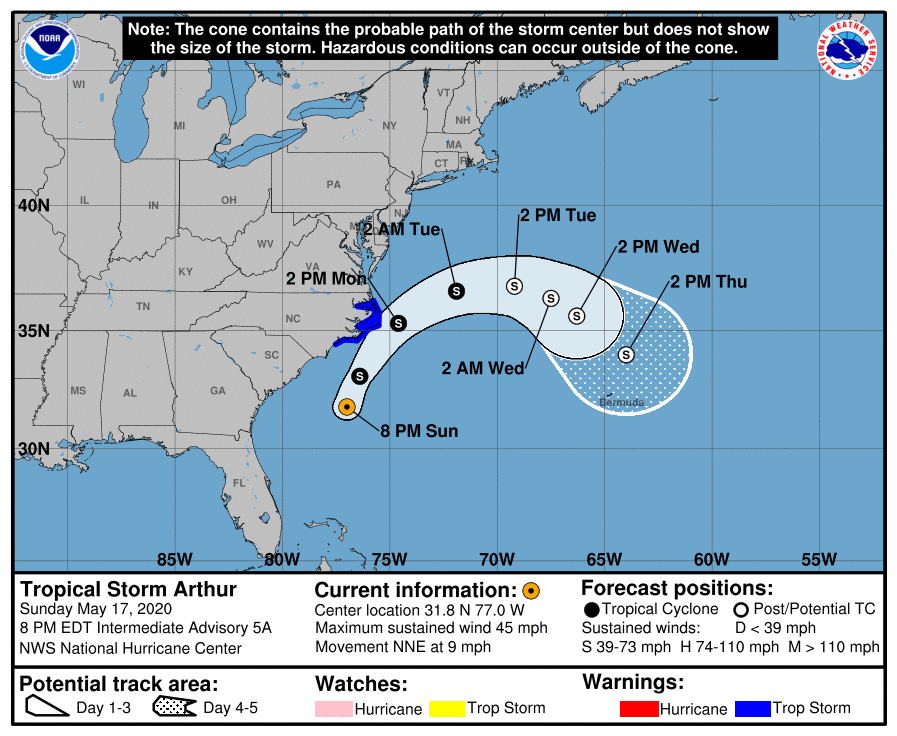 Note: The cone contains the probable path of the storm center but does not show
the size of the storm. Hazardous conditions can occur outside of the cone.
NOAA
NATIONAL WEATHER SERVICE
WI
MI
NY
VT
NH
MA
CT
RI
IL
IN
OH
PA
NJ
40N
2 AM Tue
2 PM Tue
WV
2 PM Wed
KY
VA
2 PM Mon
2 PM Thu
S
S
S
S
TN
NC
S
S
35N
SC
S
2 AM Wed
MS
AL
GA
Bermuda
8 PM Sun
30N
FL
85W
80W
75W
70W
65W
60W
55W
Tropical Storm Arthur
Sunday May 17, 2020
8 PM EDT Intermediate Advisory 5A
NWS National Hurricane Center
Current information:
Center location 31.8 N 77.0 W
Maximum sustained wind 45 mph
Movement NNE at 9 mph
Forecast positions:
Tropical Cyclone Post/Potential TC
Sustained winds: D < 39 mph
S 39-73 mph H 74-110 mph M > 110 mph
Potential track area:
Day 1-3 Day 4-5
Watches:
Hurricane Trop Storm
Warnings:
Hurricane Trop Storm